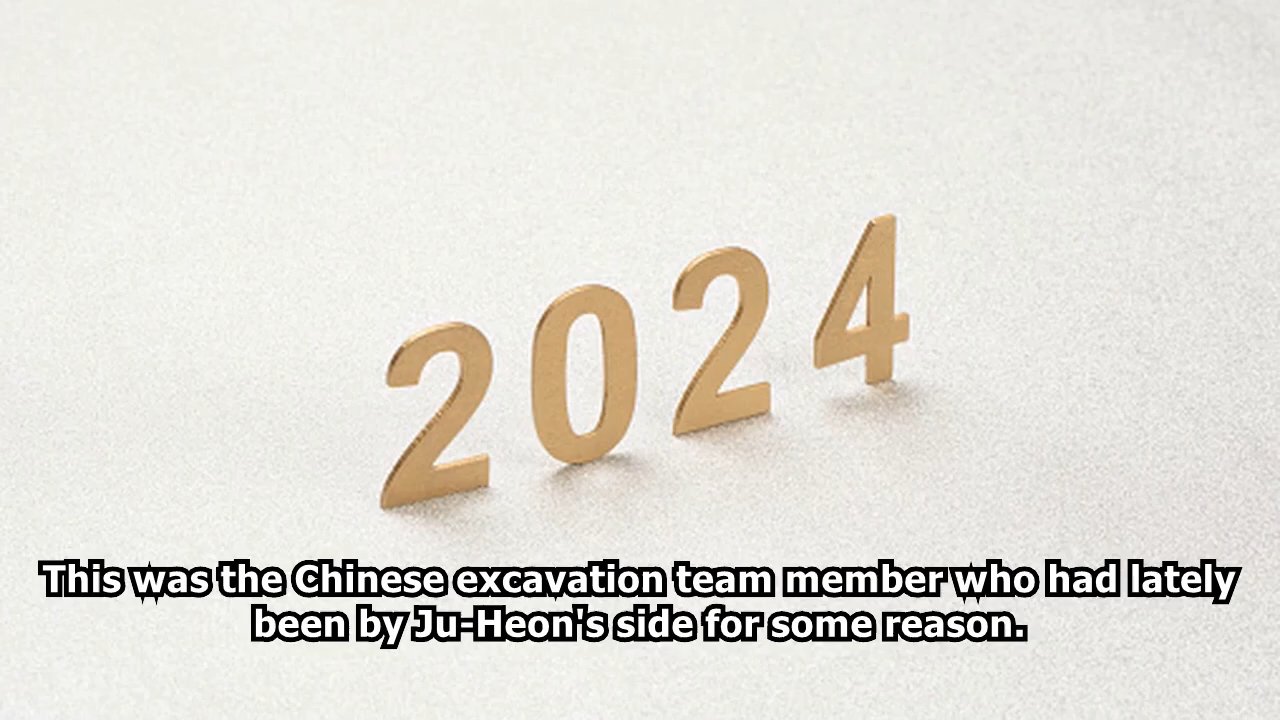 2024
This was the Chinese excavation team member who had lately
been by Ju-Heon's side for some reason.